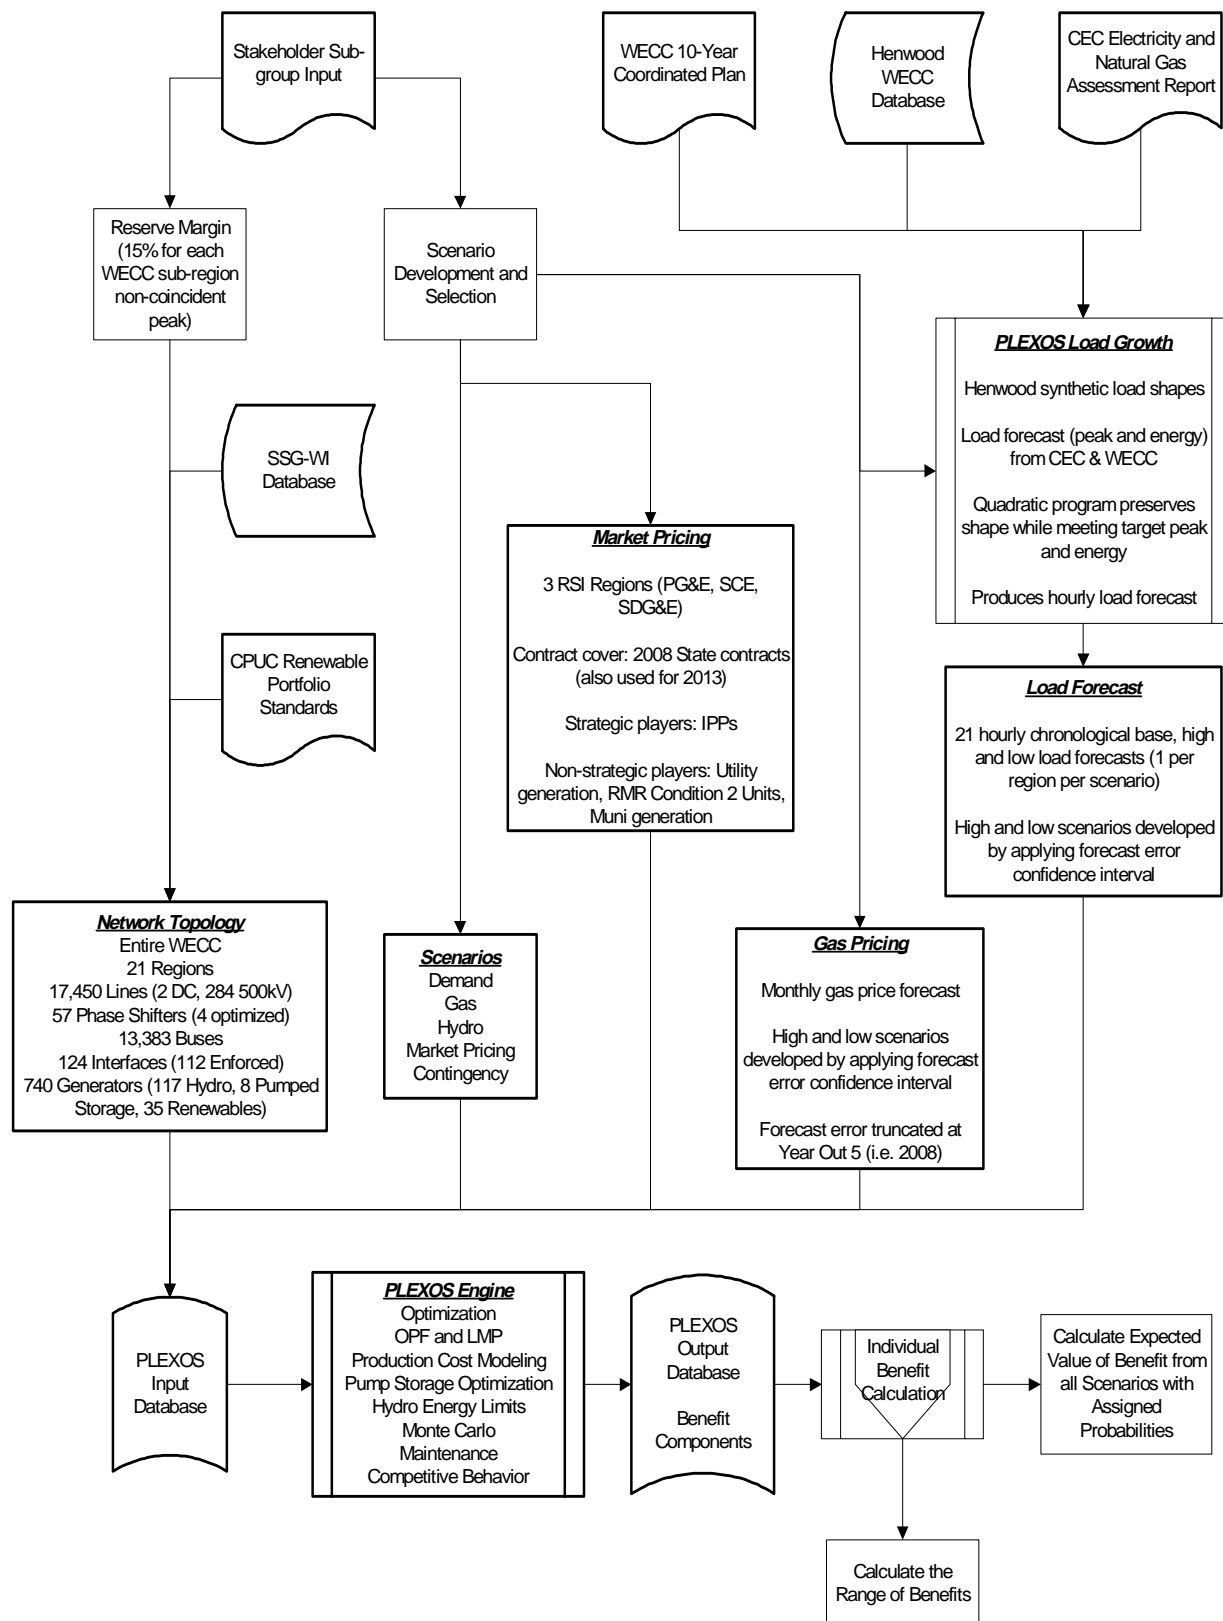 Stakeholder Sub-
group Input
WECC 10-Year
Coordinated Plan
Henwood
WECC
Database
CEC Electricity and
Natural Gas
Assessment Report
Reserve Margin
(15% for each
WECC sub-region
non-coincident
peak)
Scenario
Development and
Selection
PLEXOS Load Growth
Henwood synthetic load shapes
Load forecast (peak and energy)
from CEC & WECC
Quadratic program preserves
shape while meeting target peak
and energy
Produces hourly load forecast
SSG-WI
Database
Market Pricing
3 RSI Regions (PG&E, SCE,
SDG&E)
Contract cover: 2008 State contracts
(also used for 2013)
Strategic players: IPPs
Non-strategic players: Utility
generation, RMR Condition 2 Units,
Muni generation
CPUC Renewable
Portfolio
Standards
Load Forecast
21 hourly chronological base, high
and low load forecasts (1 per
region per scenario)
High and low scenarios developed
by applying forecast error
confidence interval
Network Topology
Entire WECC
21 Regions
17,450 Lines (2 DC, 284 500kV)
57 Phase Shifters (4 optimized)
13,383 Buses
124 Interfaces (112 Enforced)
740 Generators (117 Hydro, 8 Pumped
Storage, 35 Renewables)
Scenarios
Demand
Gas
Hydro
Market Pricing
Contingency
Gas Pricing
Monthly gas price forecast
High and low scenarios
developed by applying forecast
error confidence interval
Forecast error truncated at
Year Out 5 (i.e. 2008)
PLEXOS
Input
Database
PLEXOS Engine
Optimization
OPF and LMP
Production Cost Modeling
Pump Storage Optimization
Hydro Energy Limits
Monte Carlo
Maintenance
Competitive Behavior
PLEXOS
Output
Database
Benefit
Components
Individual
Benefit
Calculation
Calculate Expected
Value of Benefit from
all Scenarios with
Assigned
Probabilities
Calculate the
Range of Benefits